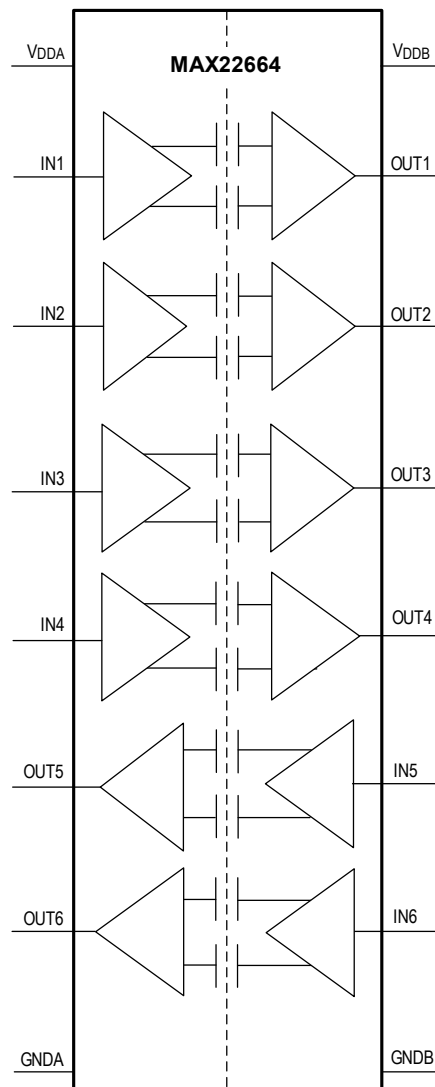 VDDA
MAX22664
VDDB
IN1
OUT1
IN2
OUT2
IN3
OUT3
IN4
OUT4
OUT5
IN5
OUT6
IN6
GNDA
GNDB